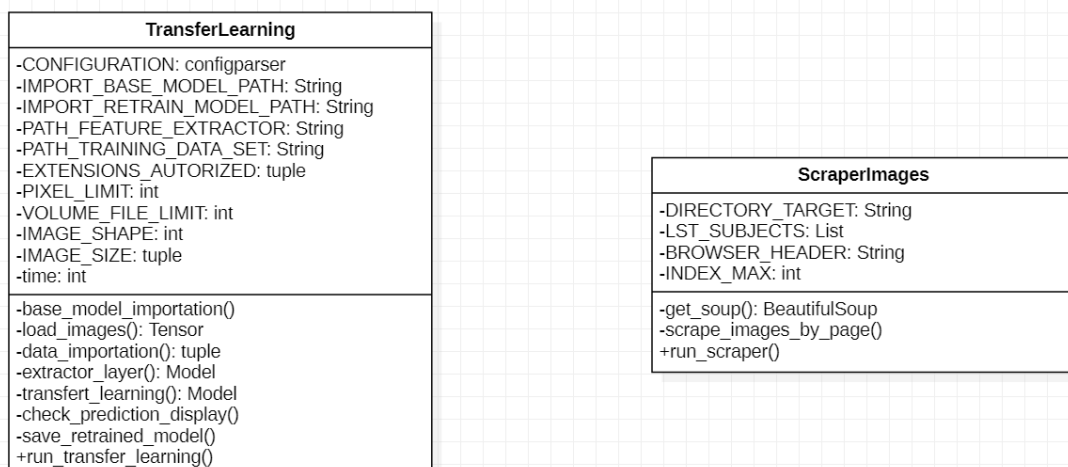 TransferLearning
-CONFIGURATION: configparser
-IMPORT_BASE_MODEL_PATH: String
-IMPORT_RETRAIN_MODEL_PATH: String
-PATH_FEATURE_EXTRACTOR: String
-PATH_TRAINING_DATA_SET: String
-EXTENSIONS_AUTORIZED: tuple
-PIXEL_LIMIT: int
-VOLUME_FILE_LIMIT: int
-IMAGE_SHAPE: int
-IMAGE_SIZE: tuple
-time: int
-base_model_importation()
-load_images(): Tensor
-data_importation(): tuple
-extractor_layer(): Model
-transfert_learning(): Model
-check_prediction_display()
-save_retrained_model()
+run_transfer_learning()
ScraperImages
-DIRECTORY_TARGET: String
-LST_SUBJECTS: List
-BROWSER_HEADER: String
-INDEX_MAX: int
-get_soup(): BeautifulSoup
-scrape_images_by_page()
+run_scraper()